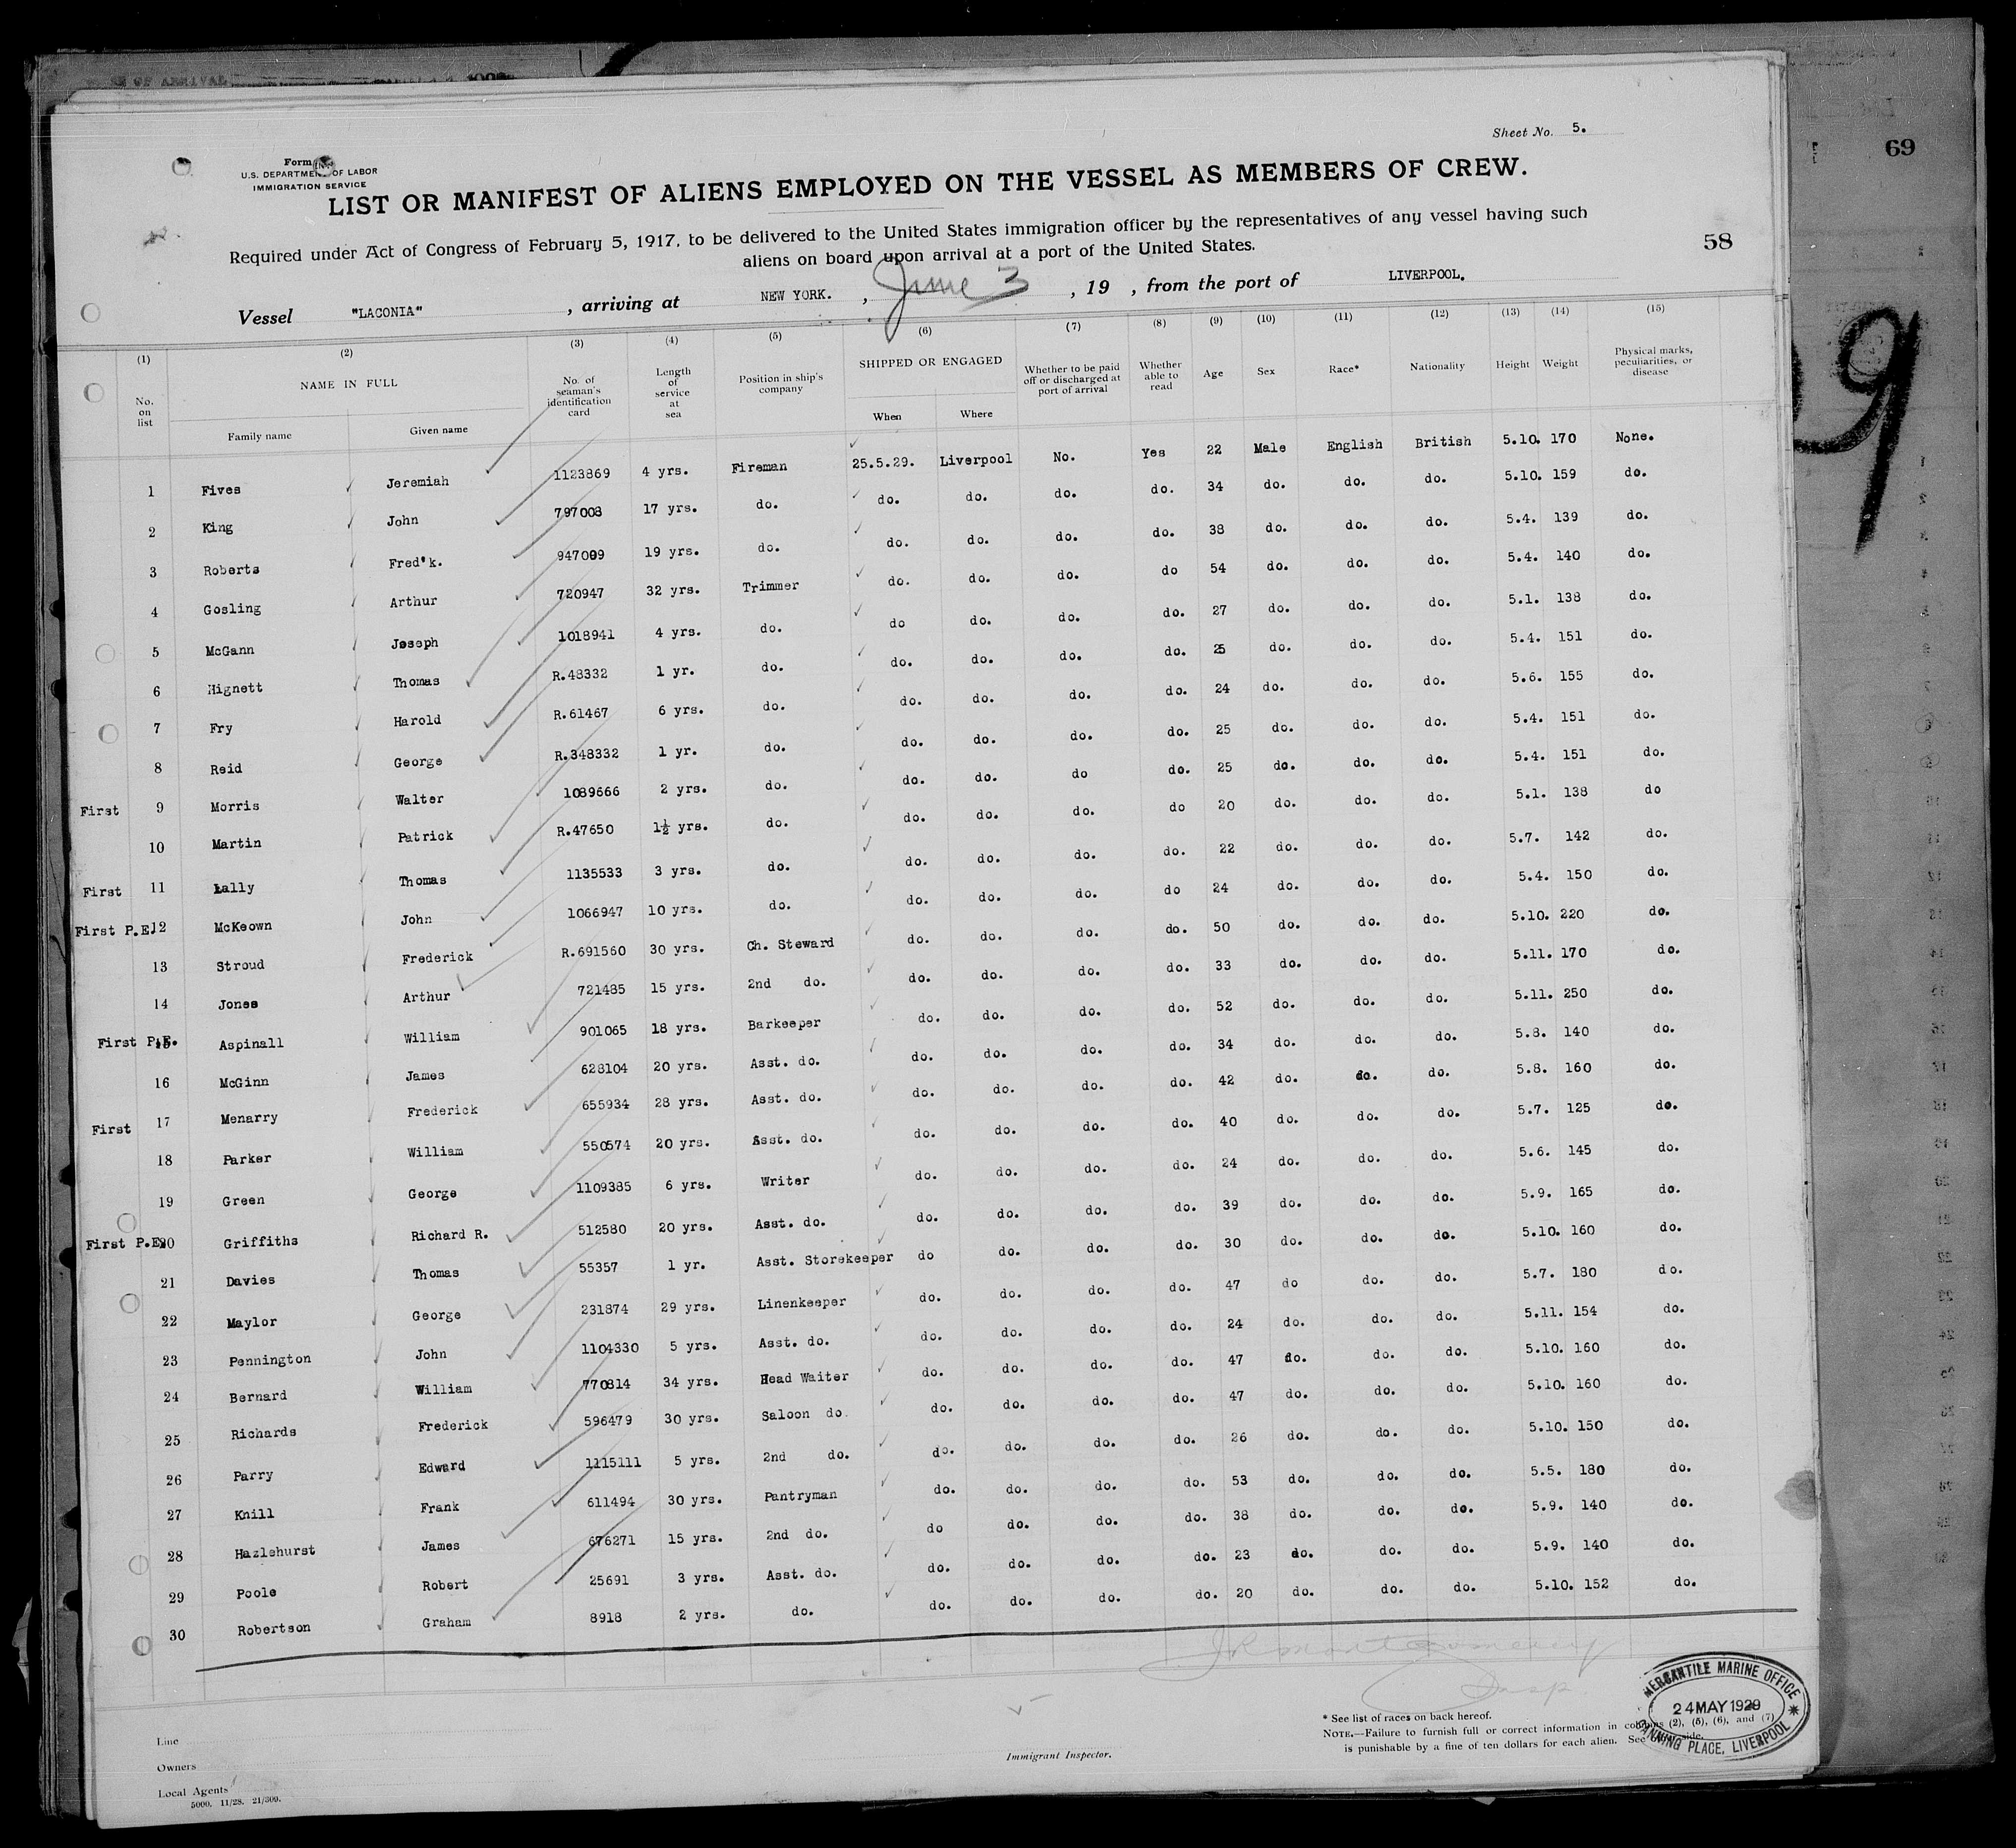 Sheet No. 5.
69
Form
U.S. DEPARTMENT OF LABOR
IMMIGRATION SERVICE
LIST OR MANIFEST OF ALIENS EMPLOYED ON THE VESSEL AS MEMBERS OF CREW.
Required under Act of Congress of February 5, 1917, to be delivered to the United States immigration officer by the representatives of any vessel having such
aliens on board upon arrival at a port of the United States.
58
Vessel "LACONIA" , arriving at NEW YORK. , June 3 , 19 , from the port of LIVERPOOL.
(1) (2) (3) (4) (5) (6) (7) (8) (9) (10) (11) (12) (13) (14) (15)
No. on list NAME IN FULL Family name Given name No. of seaman's identification card Length of service at sea Position in ship's company SHIPPED OR ENGAGED When Where Whether to be paid off or discharged at port of arrival Whether able to read Age Sex Race* Nationality Height Weight Physical marks, peculiarities, or disease
1 Fives Jeremiah 1123869 4 yrs. Fireman 25.5.29. Liverpool No. Yes 22 Male English British 5.10. 170 None.
2 King John 797008 17 yrs. do. do. do. do. do. 34 do. do. do. 5.10. 159 do.
3 Roberts Fred'k. 947099 19 yrs. do. do. do. do. do. 38 do. do. do. 5.4. 139 do.
4 Gosling Arthur 720947 32 yrs. Trimmer do. do. do. do 54 do. do. do. 5.4. 140 do.
5 McGann Joseph 1018941 4 yrs. do. do do. do. do. 27 do. do. do. 5.1. 138 do.
6 Hignett Thomas R.48332 1 yr. do. do. do. do. do. 25 do. do. do. 5.4. 151 do.
7 Fry Harold R.61467 6 yrs. do. do. do. do. do. 24 do. do. do. 5.6. 155 do.
8 Reid George R.348332 1 yr. do. do. do. do. do. 25 do. do. do. 5.4. 151 do.
First 9 Morris Walter 1089666 2 yrs. do. do. do. do do. 25 do. do. do. 5.4. 151 do.
10 Martin Patrick R.47650 1½ yrs. do. do. do. do. do 20 do. do. do. 5.1. 138 do
First 11 Lally Thomas 1135533 3 yrs. do. do. do. do. do. 22 do. do. do. 5.7. 142 do.
First P.E. 12 McKeown John 1066947 10 yrs. do. do. do. do. do 24 do. do. do. 5.4. 150 do.
13 Stroud Frederick R.691560 30 yrs. Ch. Steward do. do. do. do. 50 do. do. do. 5.10. 220 do.
14 Jones Arthur 721485 15 yrs. 2nd do. do. do. do. do. 33 do. do. do. 5.11. 170 do.
First P.E. 15 Aspinall William 901065 18 yrs. Barkeeper do. do. do. do. 52 do. do. do. 5.11. 250 do.
16 McGinn James 628104 20 yrs. Asst. do. do. do. do. do. 34 do. do. do. 5.8. 140 do.
First 17 Menarry Frederick 655934 28 yrs. Asst. do. do. do. do. do. 42 do. do. do. 5.8. 160 do.
18 Parker William 550574 20 yrs. Asst. do. do. do. do. do. 40 do. do. do. 5.7. 125 do.
19 Green George 1109385 6 yrs. Writer do. do. do. do. 24 do. do. do. 5.6. 145 do.
First P.E. 20 Griffiths Richard R. 512580 20 yrs. Asst. do. do. do. do. do. 39 do. do. do. 5.9. 165 do.
21 Davies Thomas 55357 1 yr. Asst. Storekeeper do do. do. do. 30 do. do. do. 5.10. 160 do.
22 Maylor George 231874 29 yrs. Linenkeeper do. do. do. do. 47 do do. do. 5.7. 180 do.
23 Pennington John 1104330 5 yrs. Asst. do. do. do. do. do. 24 do. do. do. 5.11. 154 do.
24 Bernard William 770814 34 yrs. Head Waiter do. do. do. do. 47 do. do. do. 5.10. 160 do.
25 Richards Frederick 596479 30 yrs. Saloon do. do. do. do. do. 47 do. do. do. 5.10. 160 do.
26 Parry Edward 1115111 5 yrs. 2nd do. do. do. do. do. 26 do. do. do. 5.10. 150 do.
27 Knill Frank 611494 30 yrs. Pantryman do. do. do. do. 53 do. do. do. 5.5. 180 do.
28 Hazlehurst James 676271 15 yrs. 2nd do. do do. do. do. 38 do. do. do. 5.9. 140 do.
29 Poole Robert 25691 3 yrs. Asst. do. do. do. do. do. 23 do. do. do. 5.9. 140 do.
30 Robertson Graham 8918 2 yrs. do. do. do. do. do. 20 do. do. do. 5.10. 152 do.
JR Montgomery
Insp.
MERCANTILE MARINE OFFICE
24 MAY 1929
CANNING PLACE, LIVERPOOL
* See list of races on back hereof.
NOTE.—Failure to furnish full or correct information in columns (2), (5), (6), and (7)
is punishable by a fine of ten dollars for each alien. See
Line
Owners
Local Agents
Immigrant Inspector.
5000. 11/28. 21/309.